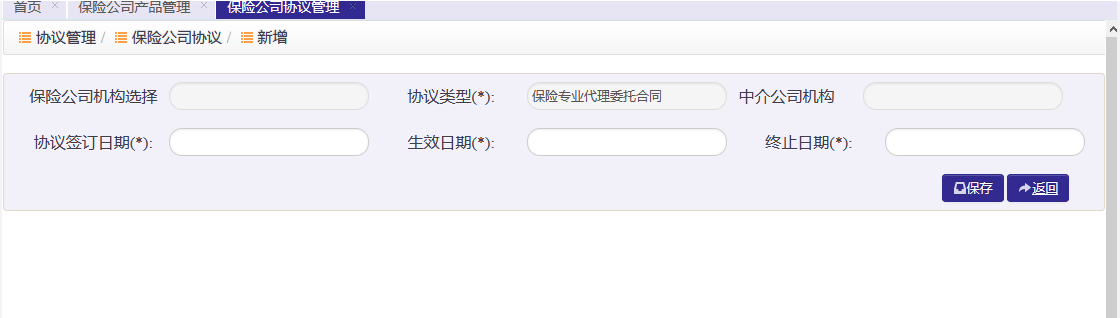 首页 × 保险公司产品管理 × 保险公司协议管理 ×
协议管理 / 保险公司协议 / 新增
保险公司机构选择 协议类型(*): 保险专业代理委托合同 中介公司机构
协议签订日期(*): 生效日期(*): 终止日期(*):
保存 返回